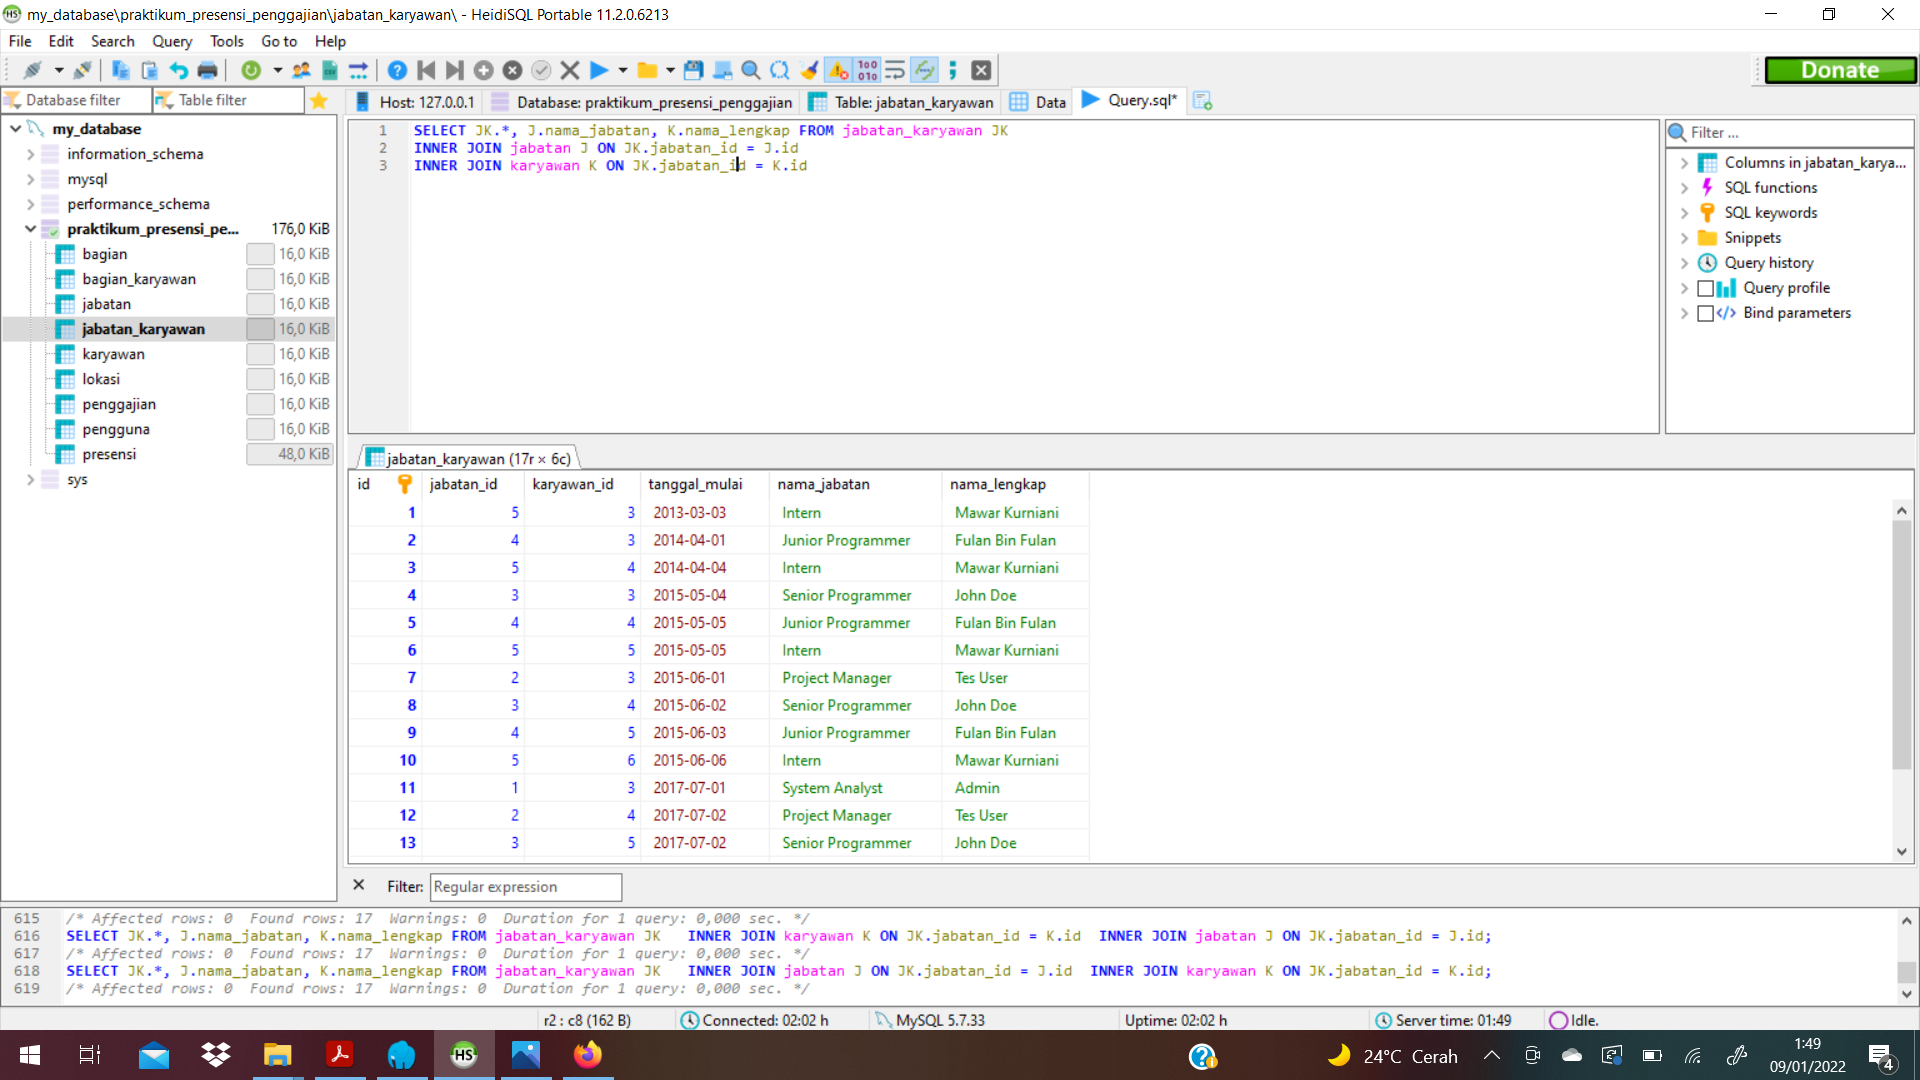 my_database\praktikum_presensi_penggajian\jabatan_karyawan\ - HeidiSQL Portable 11.2.0.6213
File Edit Search Query Tools Go to Help
Donate
Database filter Table filter
Host: 127.0.0.1 Database: praktikum_presensi_penggajian Table: jabatan_karyawan Data Query.sql*
my_database
information_schema
mysql
performance_schema
praktikum_presensi_pe... 176,0 KiB
bagian 16,0 KiB
bagian_karyawan 16,0 KiB
jabatan 16,0 KiB
jabatan_karyawan 16,0 KiB
karyawan 16,0 KiB
lokasi 16,0 KiB
penggajian 16,0 KiB
pengguna 16,0 KiB
presensi 48,0 KiB
sys
1 SELECT JK.*, J.nama_jabatan, K.nama_lengkap FROM jabatan_karyawan JK
2 INNER JOIN jabatan J ON JK.jabatan_id = J.id
3 INNER JOIN karyawan K ON JK.jabatan_id = K.id
Filter ...
Columns in jabatan_karya...
SQL functions
SQL keywords
Snippets
Query history
Query profile
Bind parameters
jabatan_karyawan (17r × 6c)
id jabatan_id karyawan_id tanggal_mulai nama_jabatan nama_lengkap
1 5 3 2013-03-03 Intern Mawar Kurniani
2 4 3 2014-04-01 Junior Programmer Fulan Bin Fulan
3 5 4 2014-04-04 Intern Mawar Kurniani
4 3 3 2015-05-04 Senior Programmer John Doe
5 4 4 2015-05-05 Junior Programmer Fulan Bin Fulan
6 5 5 2015-05-05 Intern Mawar Kurniani
7 2 3 2015-06-01 Project Manager Tes User
8 3 4 2015-06-02 Senior Programmer John Doe
9 4 5 2015-06-03 Junior Programmer Fulan Bin Fulan
10 5 6 2015-06-06 Intern Mawar Kurniani
11 1 3 2017-07-01 System Analyst Admin
12 2 4 2017-07-02 Project Manager Tes User
13 3 5 2017-07-02 Senior Programmer John Doe
Filter: Regular expression
615 /* Affected rows: 0 Found rows: 17 Warnings: 0 Duration for 1 query: 0,000 sec. */
616 SELECT JK.*, J.nama_jabatan, K.nama_lengkap FROM jabatan_karyawan JK INNER JOIN karyawan K ON JK.jabatan_id = K.id INNER JOIN jabatan J ON JK.jabatan_id = J.id;
617 /* Affected rows: 0 Found rows: 17 Warnings: 0 Duration for 1 query: 0,000 sec. */
618 SELECT JK.*, J.nama_jabatan, K.nama_lengkap FROM jabatan_karyawan JK INNER JOIN jabatan J ON JK.jabatan_id = J.id INNER JOIN karyawan K ON JK.jabatan_id = K.id;
619 /* Affected rows: 0 Found rows: 17 Warnings: 0 Duration for 1 query: 0,000 sec. */
r2 : c8 (162 B) Connected: 02:02 h MySQL 5.7.33 Uptime: 02:02 h Server time: 01:49 Idle.
HS
24°C Cerah
1:49
09/01/2022
4